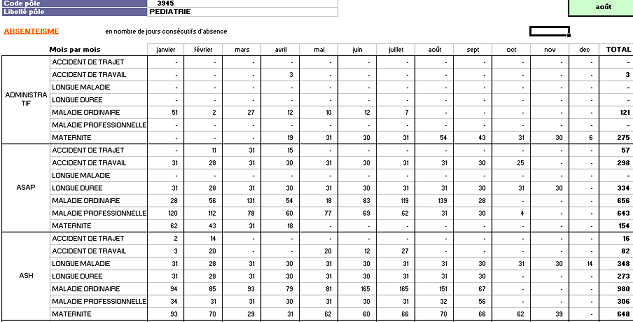 Code pôle 3945
Libellé pôle PEDIATRIE août
ABSENTEISME en nombre de jours consécutifs d'absence
Mois par mois janvier février mars avril mai juin juillet août sept oct nov dec TOTAL
ADMINISTRATIF
ACCIDENT DE TRAJET - - - - - - - - - - - - -
ACCIDENT DE TRAVAIL - - - 3 - - - - - - - - 3
LONGUE MALADIE - - - - - - - - - - - - -
LONGUE DUREE - - - - - - - - - - - - -
MALADIE ORDINAIRE 51 2 27 12 10 12 7 - - - - - 121
MALADIE PROFESSIONNELLE - - - - - - - - - - - - -
MATERNITE - - - 19 31 30 31 54 43 31 30 6 275
ASAP
ACCIDENT DE TRAJET - 11 31 15 - - - - - - - - 57
ACCIDENT DE TRAVAIL 31 28 31 30 31 30 31 31 30 25 - - 298
LONGUE MALADIE - - - - - - - - - - - - -
LONGUE DUREE 31 28 31 30 31 30 31 31 30 31 30 - 334
MALADIE ORDINAIRE 28 56 131 54 18 83 119 139 28 - - - 656
MALADIE PROFESSIONNELLE 120 112 78 60 77 69 62 31 30 4 - - 643
MATERNITE 62 43 31 18 - - - - - - - - 154
ASH
ACCIDENT DE TRAJET 2 14 - - - - - - - - - - 16
ACCIDENT DE TRAVAIL 3 20 - - 20 12 27 - - - - - 82
LONGUE MALADIE 31 28 31 30 31 30 31 31 30 31 30 14 348
LONGUE DUREE 31 28 31 30 31 30 31 31 30 - - - 273
MALADIE ORDINAIRE 94 85 93 79 81 165 165 151 67 - - - 980
MALADIE PROFESSIONNELLE 34 31 31 30 31 30 31 32 56 - - - 306
MATERNITE 93 70 29 31 62 60 66 70 66 62 39 - 648